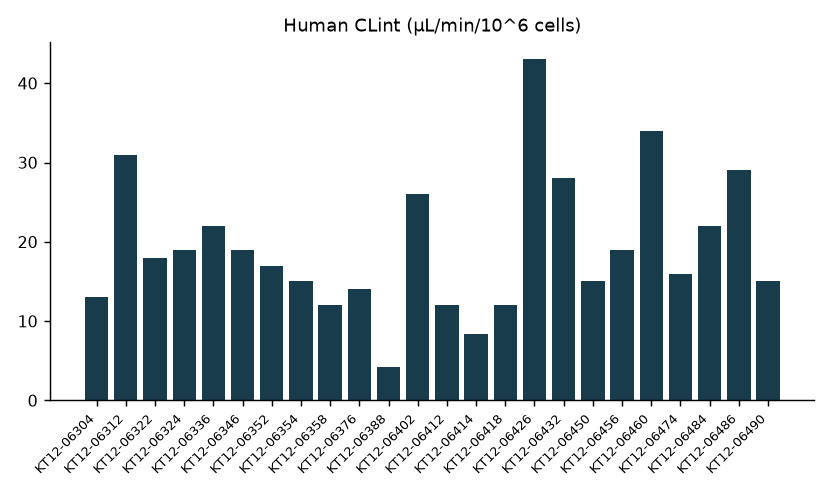 Human CLint (µL/min/10^6 cells)
40
30
20
10
0
KT12-06304
KT12-06312
KT12-06322
KT12-06324
KT12-06336
KT12-06346
KT12-06352
KT12-06354
KT12-06358
KT12-06376
KT12-06388
KT12-06402
KT12-06412
KT12-06414
KT12-06418
KT12-06426
KT12-06432
KT12-06450
KT12-06456
KT12-06460
KT12-06474
KT12-06484
KT12-06486
KT12-06490